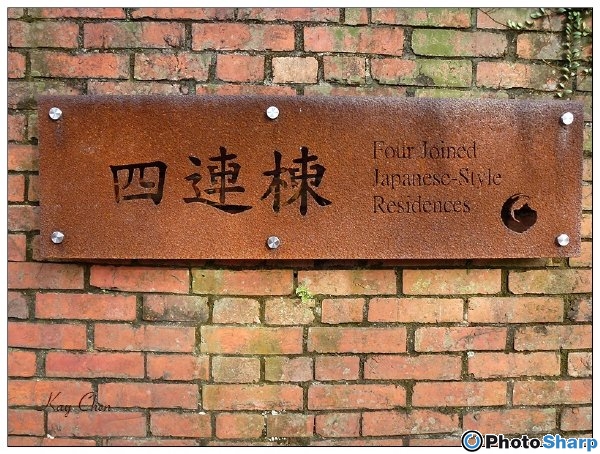 四連棟
Four Joined
Japanese-Style
Residences
Kay Chen
PhotoSharp